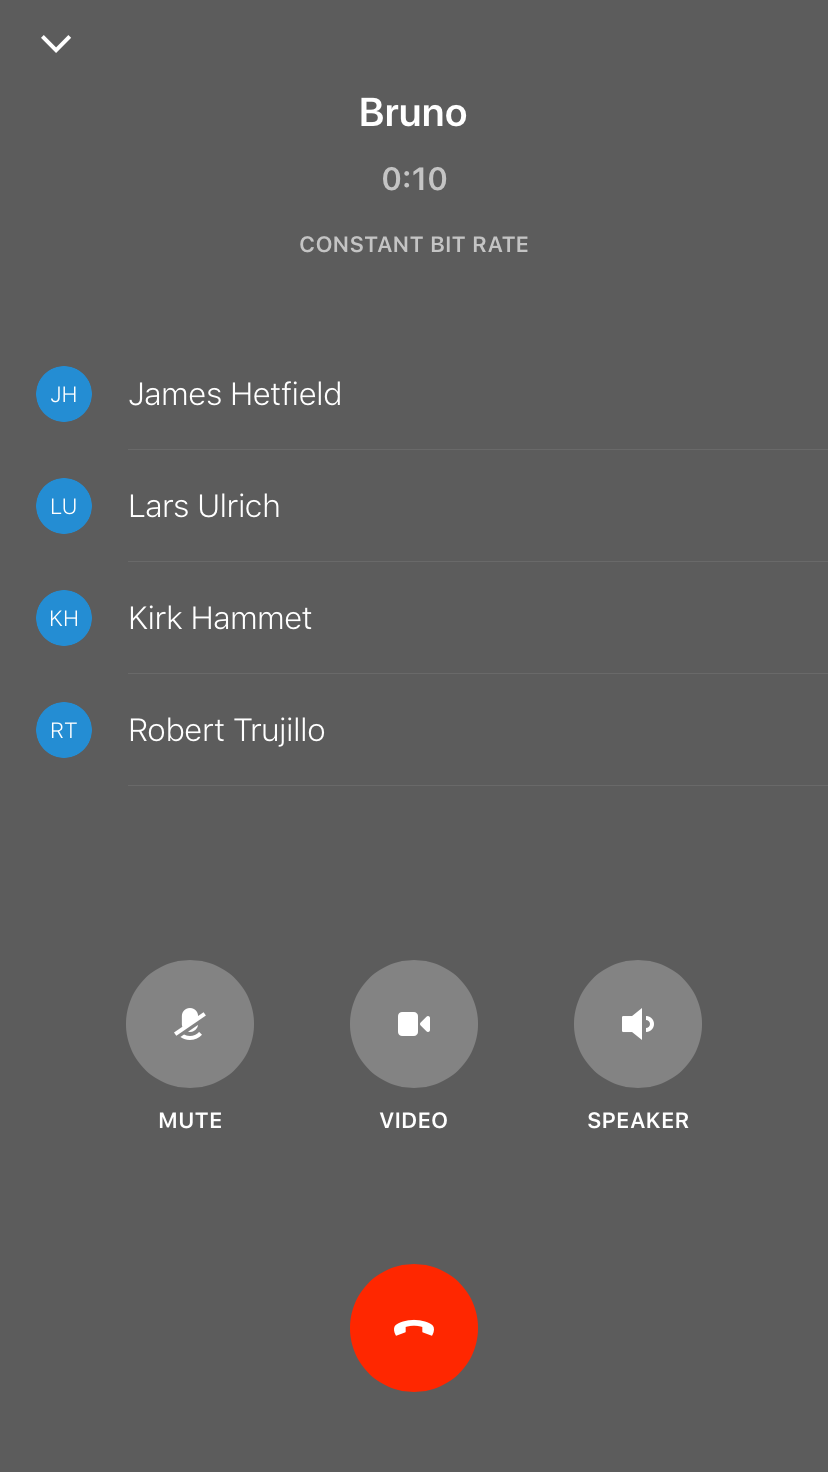 Bruno
0:10
CONSTANT BIT RATE
JH James Hetfield
LU Lars Ulrich
KH Kirk Hammet
RT Robert Trujillo
MUTE VIDEO SPEAKER